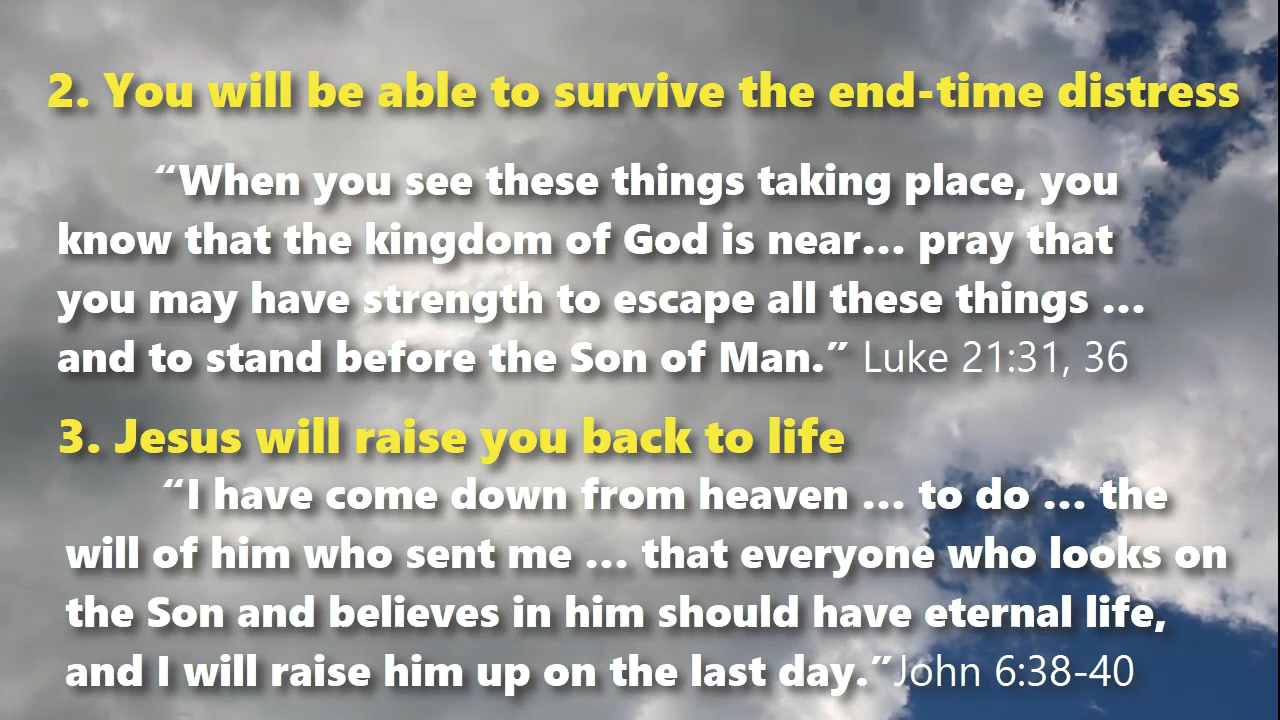 2. You will be able to survive the end-time distress
“When you see these things taking place, you
know that the kingdom of God is near... pray that
you may have strength to escape all these things ...
and to stand before the Son of Man.” Luke 21:31, 36
3. Jesus will raise you back to life
“I have come down from heaven ... to do ... the
will of him who sent me ... that everyone who looks on
the Son and believes in him should have eternal life,
and I will raise him up on the last day.”John 6:38-40